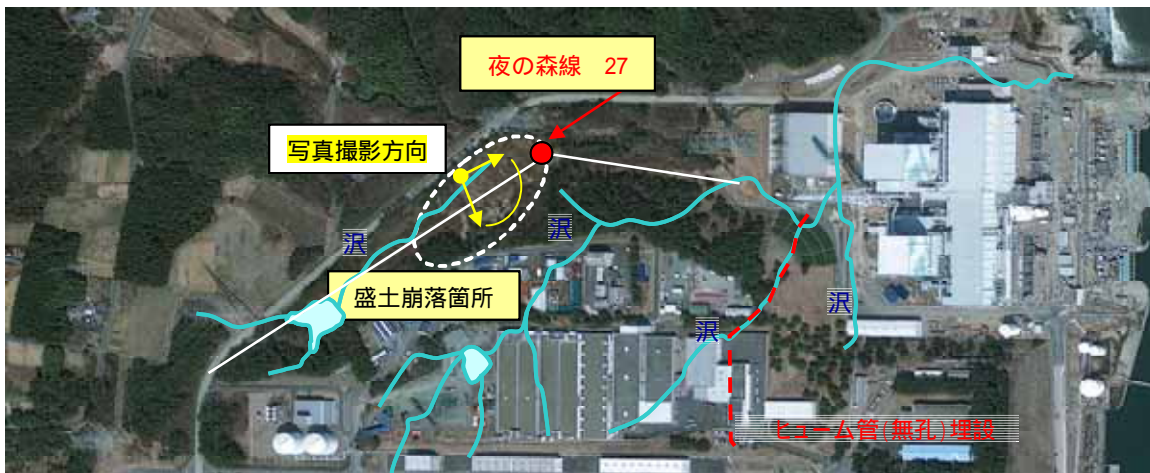 夜の森線 27
写真撮影方向
沢
沢
盛土崩落箇所
沢
沢
ヒューム管(無孔)埋設